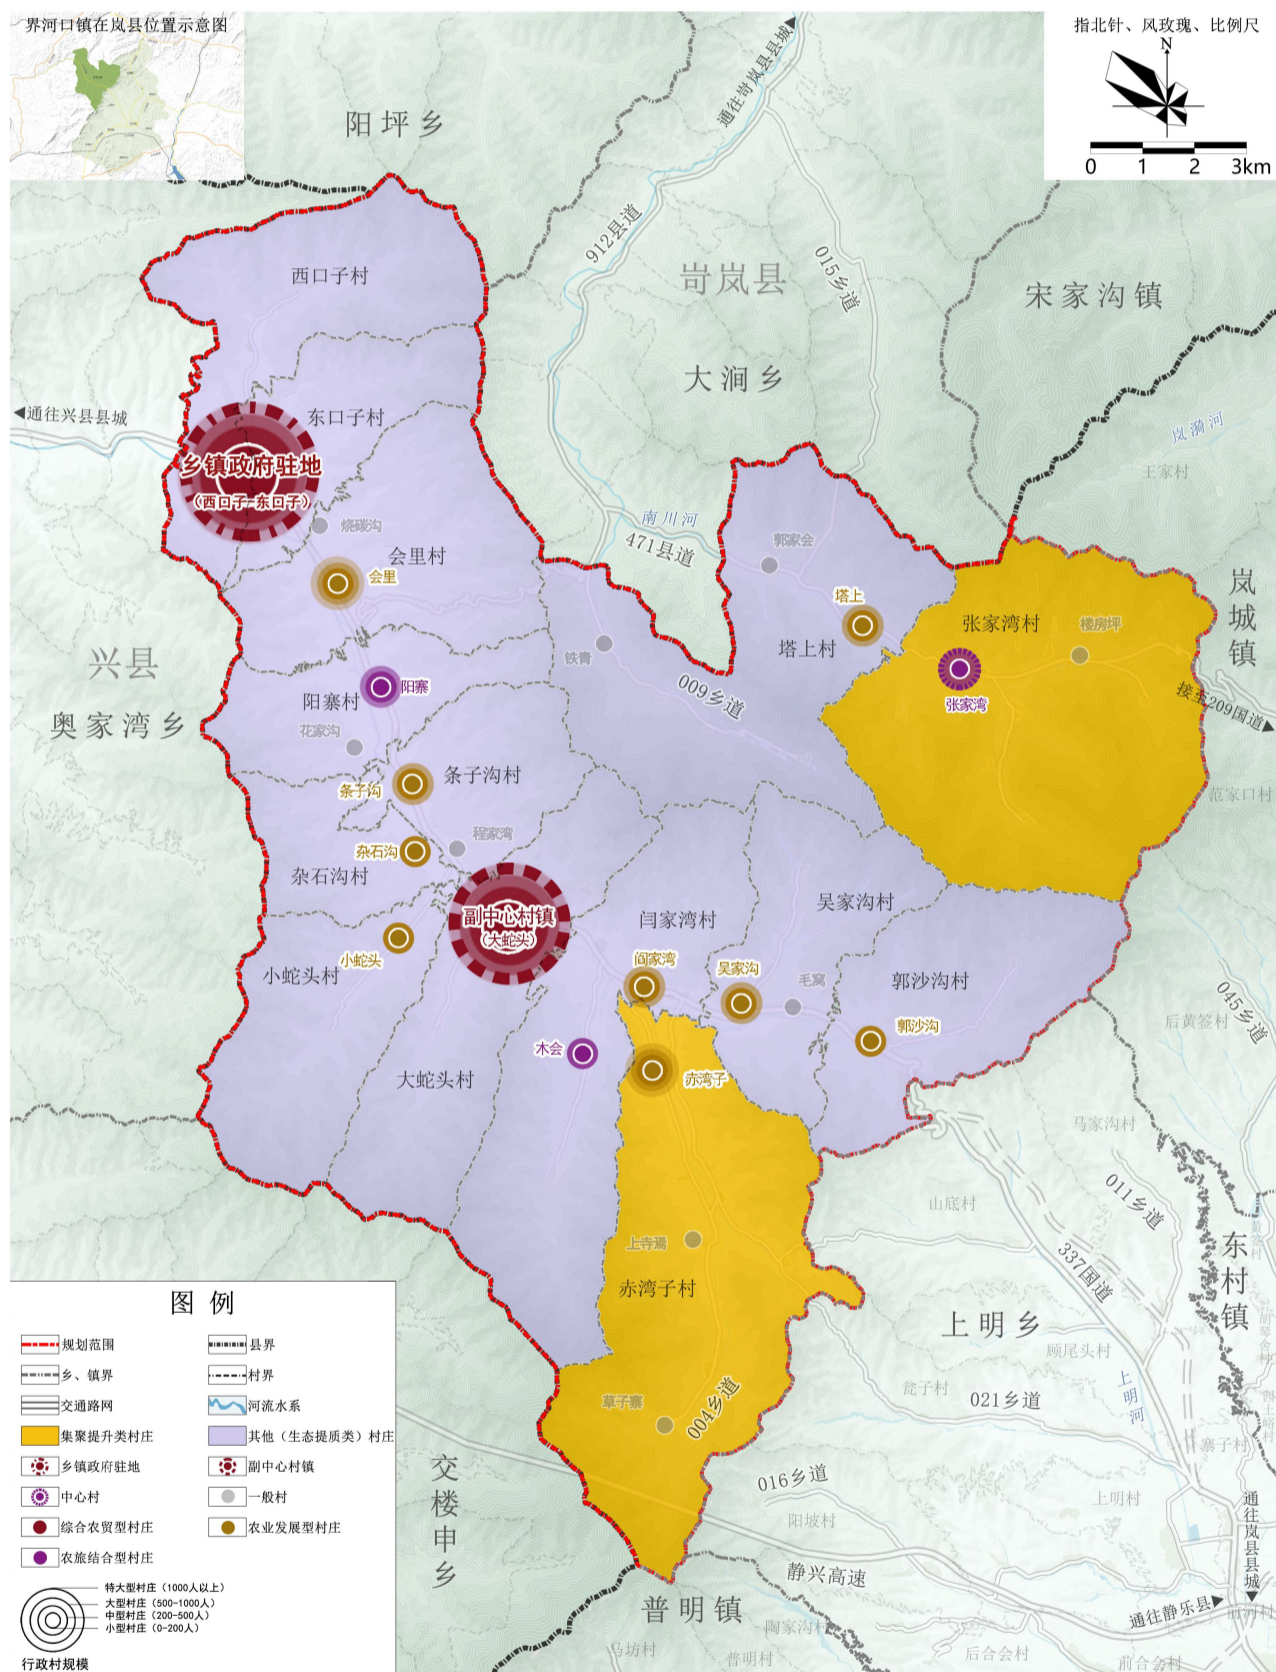 界河口镇在岚县位置示意图
指北针、风玫瑰、比例尺
N
0 1 2 3km
通往岢岚县县城
阳坪乡
912县道
015乡道
岢岚县
宋家沟镇
西口子村
大涧乡
通往兴县县城
东口子村
岚漪河
王家村
乡镇政府驻地
（西口子-东口子）
南川河
471县道
烧碳沟
郭家会
会里村
会里
塔上
岚城镇
张家湾村
楼房坪
兴县
铁青
塔上村
阳寨
009乡道
张家湾
阳寨村
接至209国道
奥家湾乡
花家沟
条子沟村
条子沟
范家口村
程家湾
杂石沟
杂石沟村
吴家沟村
副中心村镇
（大蛇头）
闫家湾村
小蛇头
小蛇头村
阎家湾
吴家沟
毛窝
郭沙沟村
045乡道
后黄签村
郭沙沟
木会
大蛇头村
赤湾子
马家沟村
011乡道
山底村
上寺焉
337国道
东村镇
赤湾子村
上明乡
顾尾头村
上明河
瓮子村
021乡道
草子寨
004乡道
寨子村
交楼申乡
016乡道
上明村
阳坡村
通往岚县县城
静兴高速
普明镇
通往静乐县
前河村
陶家沟村
马坊村
普明村
后合会村
前合会村
图例
规划范围
县界
乡、镇界
村界
交通路网
河流水系
集聚提升类村庄
其他（生态提质类）村庄
乡镇政府驻地
副中心村镇
中心村
一般村
综合农贸型村庄
农业发展型村庄
农旅结合型村庄
特大型村庄（1000人以上）
大型村庄（500-1000人）
中型村庄（200-500人）
小型村庄（0-200人）
行政村规模